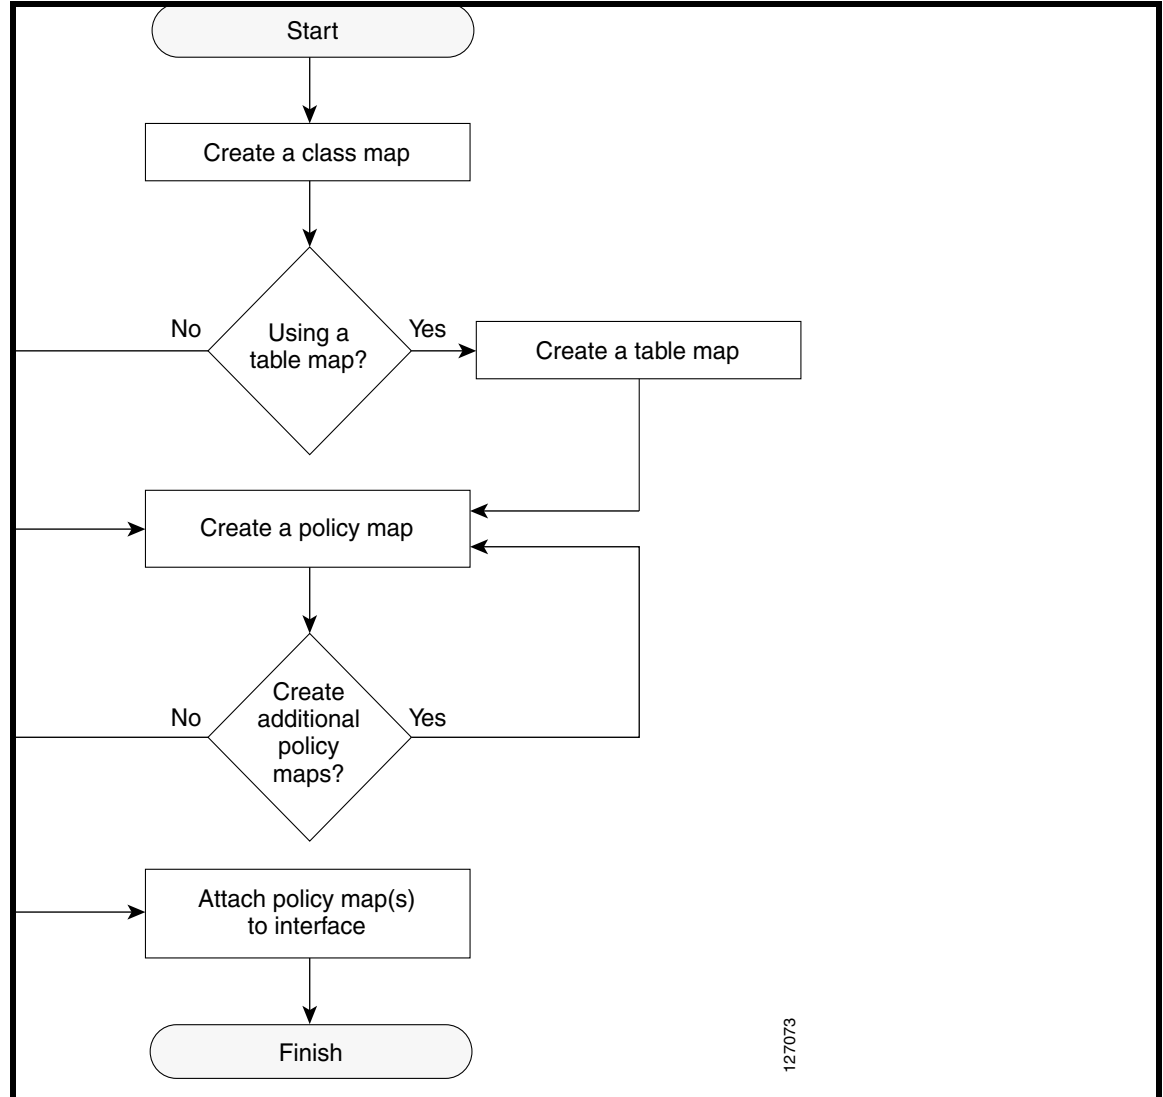 Start
Create a class map
No
Using a
table map?
Yes
Create a table map
Create a policy map
No
Create
additional
policy
maps?
Yes
Attach policy map(s)
to interface
Finish
127073